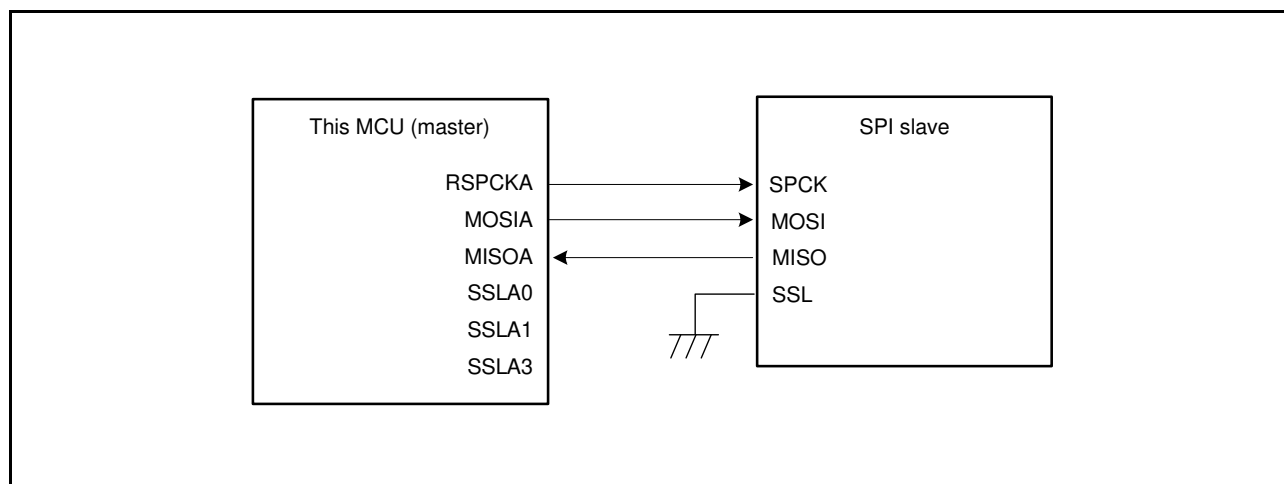 This MCU (master)
RSPCKA
MOSIA
MISOA
SSLA0
SSLA1
SSLA3
SPI slave
SPCK
MOSI
MISO
SSL